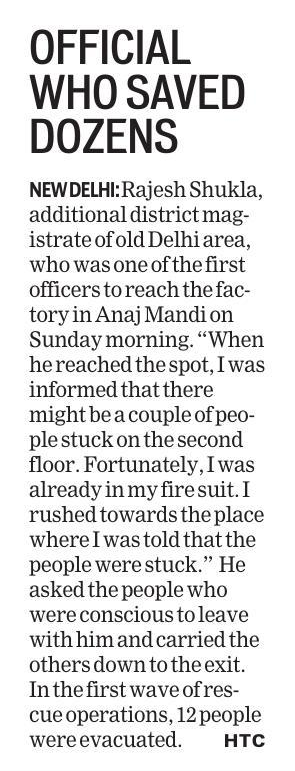 OFFICIAL
WHO SAVED
DOZENS
NEW DELHI: Rajesh Shukla,
additional district mag-
istrate of old Delhi area,
who was one of the first
officers to reach the fac-
tory in Anaj Mandi on
Sunday morning. “When
he reached the spot, I was
informed that there
might be a couple of peo-
ple stuck on the second
floor. Fortunately, I was
already in my fire suit. I
rushed towards the place
where I was told that the
people were stuck.” He
asked the people who
were conscious to leave
with him and carried the
others down to the exit.
In the first wave of res-
cue operations, 12 people
were evacuated. HTC